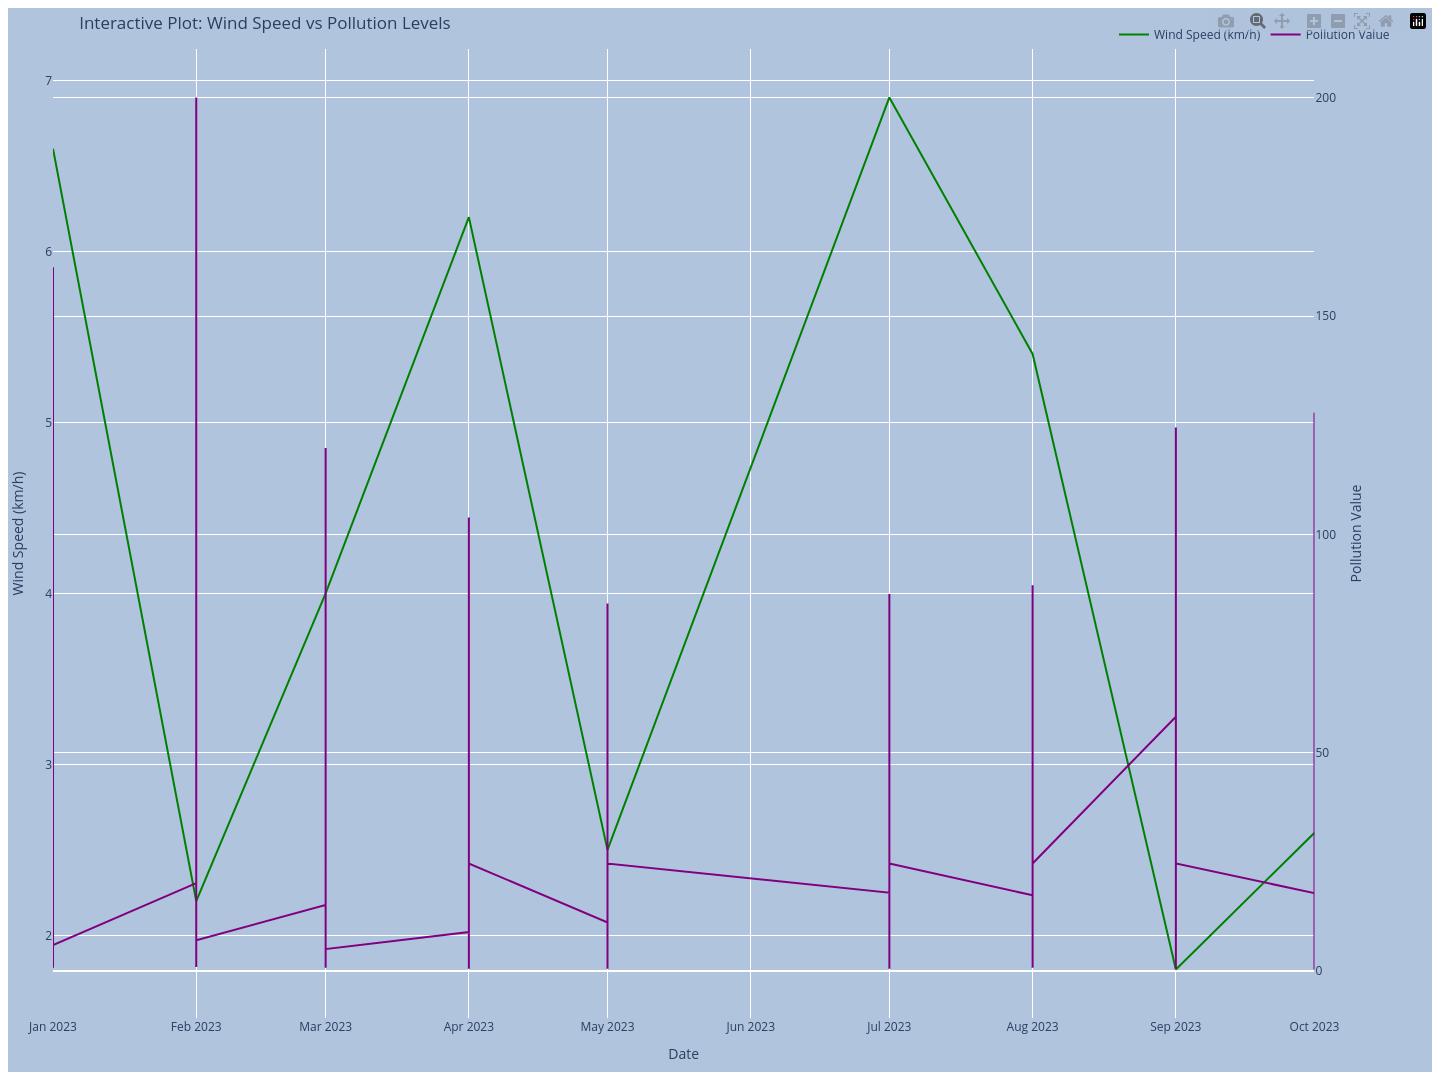 Interactive Plot: Wind Speed vs Pollution Levels
Wind Speed (km/h)
Pollution Value
7
6
5
4
3
2
Wind Speed (km/h)
200
150
100
50
0
Pollution Value
Jan 2023
Feb 2023
Mar 2023
Apr 2023
May 2023
Jun 2023
Jul 2023
Aug 2023
Sep 2023
Oct 2023
Date